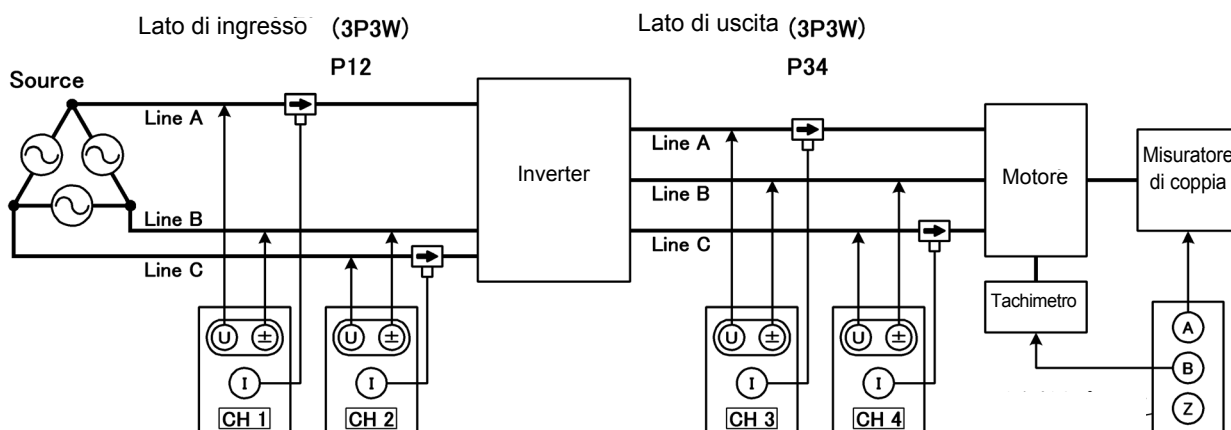 Lato di ingresso (3P3W)
P12
Lato di uscita (3P3W)
P34
Source
Line A
Line B
Line C
Inverter
Line A
Line B
Line C
Motore
Misuratore
di coppia
Tachimetro
U ±
I
CH 1
U ±
I
CH 2
U ±
I
CH 3
U ±
I
CH 4
A
B
Z